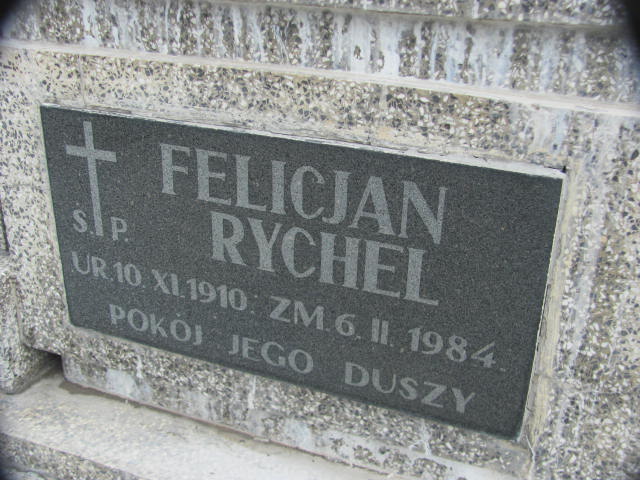 Ś.P.
FELICJAN
RYCHEL
UR.10.XI.1910. ZM.6.II.1984.
POKÓJ JEGO DUSZY